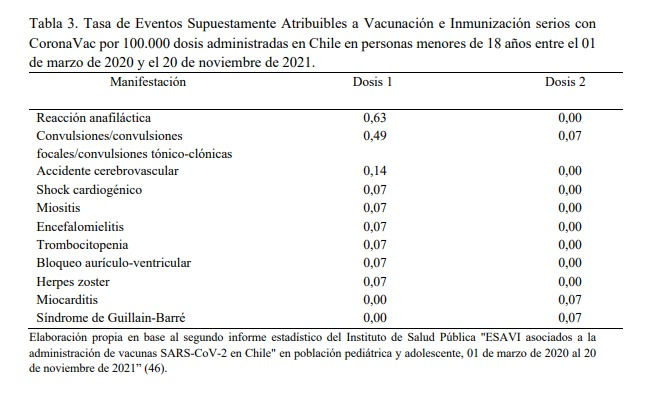 Tabla 3. Tasa de Eventos Supuestamente Atribuibles a Vacunación e Inmunización serios con
CoronaVac por 100.000 dosis administradas en Chile en personas menores de 18 años entre el 01
de marzo de 2020 y el 20 de noviembre de 2021.
Manifestación Dosis 1 Dosis 2
Reacción anafiláctica 0,63 0,00
Convulsiones/convulsiones 0,49 0,07
focales/convulsiones tónico-clónicas
Accidente cerebrovascular 0,14 0,00
Shock cardiogénico 0,07 0,00
Miositis 0,07 0,00
Encefalomielitis 0,07 0,00
Trombocitopenia 0,07 0,00
Bloqueo aurículo-ventricular 0,07 0,00
Herpes zoster 0,07 0,00
Miocarditis 0,00 0,07
Síndrome de Guillain-Barré 0,00 0,07
Elaboración propia en base al segundo informe estadístico del Instituto de Salud Pública "ESAVI asociados a la
administración de vacunas SARS-CoV-2 en Chile" en población pediátrica y adolescente, 01 de marzo de 2020 al 20
de noviembre de 2021” (46).